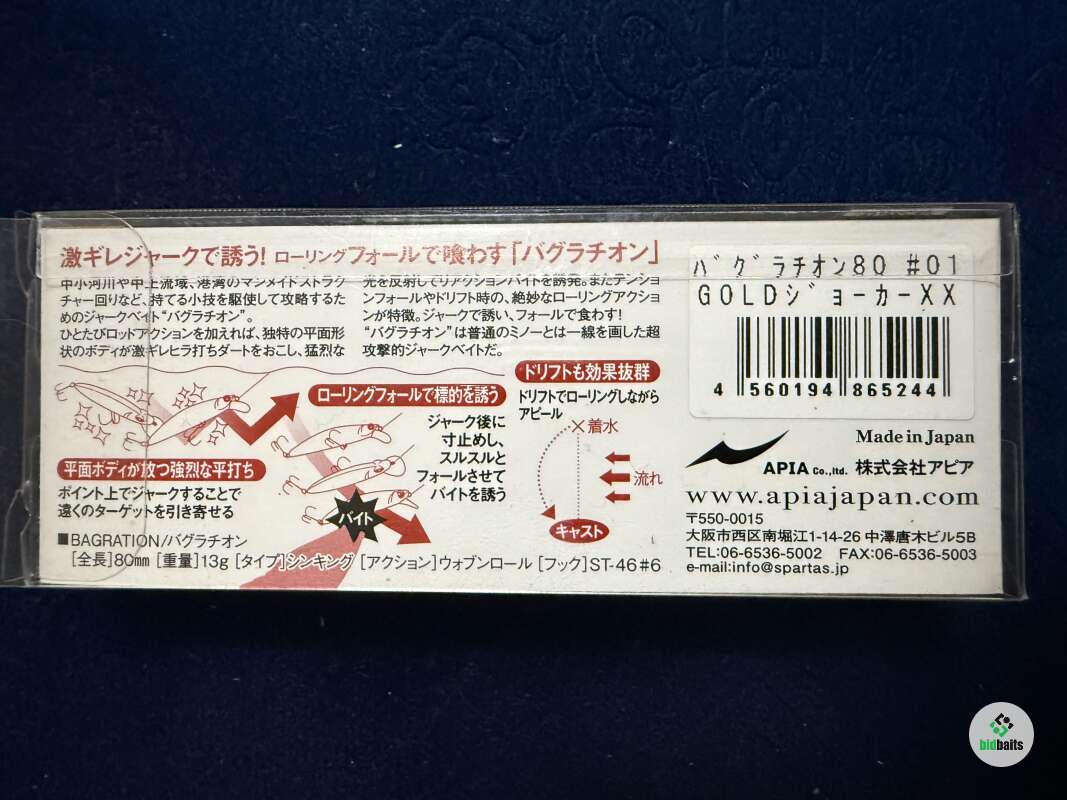 激ギレジャークで誘う! ローリングフォールで喰わす「バグラチオン」
中小河川や中上流域、港湾のマンメイドストラク
チャー回りなど、持てる小技を駆使して攻略するた
めのジャークベイト“バグラチオン”。
ひとたびロッドアクションを加えれば、独特の平面形
状のボディが激ギレヒラ打ちダートをおこし、猛烈な
光を反射してリアクションバイトを誘発。またテンショ
ンフォールやドリフト時の、絶妙なローリングアクショ
ンが特徴。ジャークで誘い、フォールで食わす!
“バグラチオン”は普通のミノーとは一線を画した超
攻撃的ジャークベイトだ。
平面ボディが放つ強烈な平打ち
ポイント上でジャークすることで
遠くのターゲットを引き寄せる
ローリングフォールで標的を誘う
ジャーク後に
寸止めし、
スルスルと
フォールさせて
バイトを誘う
バイト
ドリフトも効果抜群
ドリフトでローリングしながら
アピール
×着水
流れ
キャスト
■BAGRATION/バグラチオン
[全長]80mm [重量]13g [タイプ]シンキング [アクション]ウォブンロール [フック]ST-46#6
バグラチオン80 #01
GOLDジョーカーXX
4 560194 865244
Made in Japan
APIA Co.,ltd. 株式会社アピア
www.apiajapan.com
〒550-0015
大阪市西区南堀江1-14-26 中澤唐木ビル5B
TEL:06-6536-5002 FAX:06-6536-5003
e-mail:info@spartas.jp
bidbaits